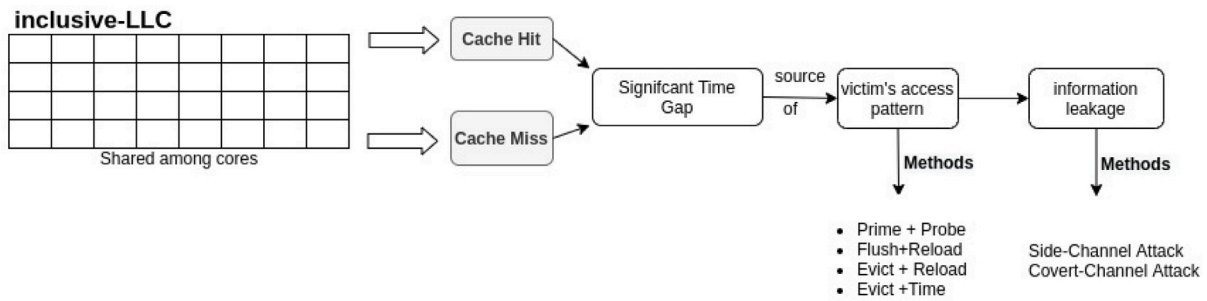 inclusive-LLC
Shared among cores
Cache Hit
Cache Miss
Signifcant Time
Gap
source
of
victim's access
pattern
information
leakage
Methods
Methods
Prime + Probe
Flush+Reload
Evict + Reload
Evict +Time
Side-Channel Attack
Covert-Channel Attack